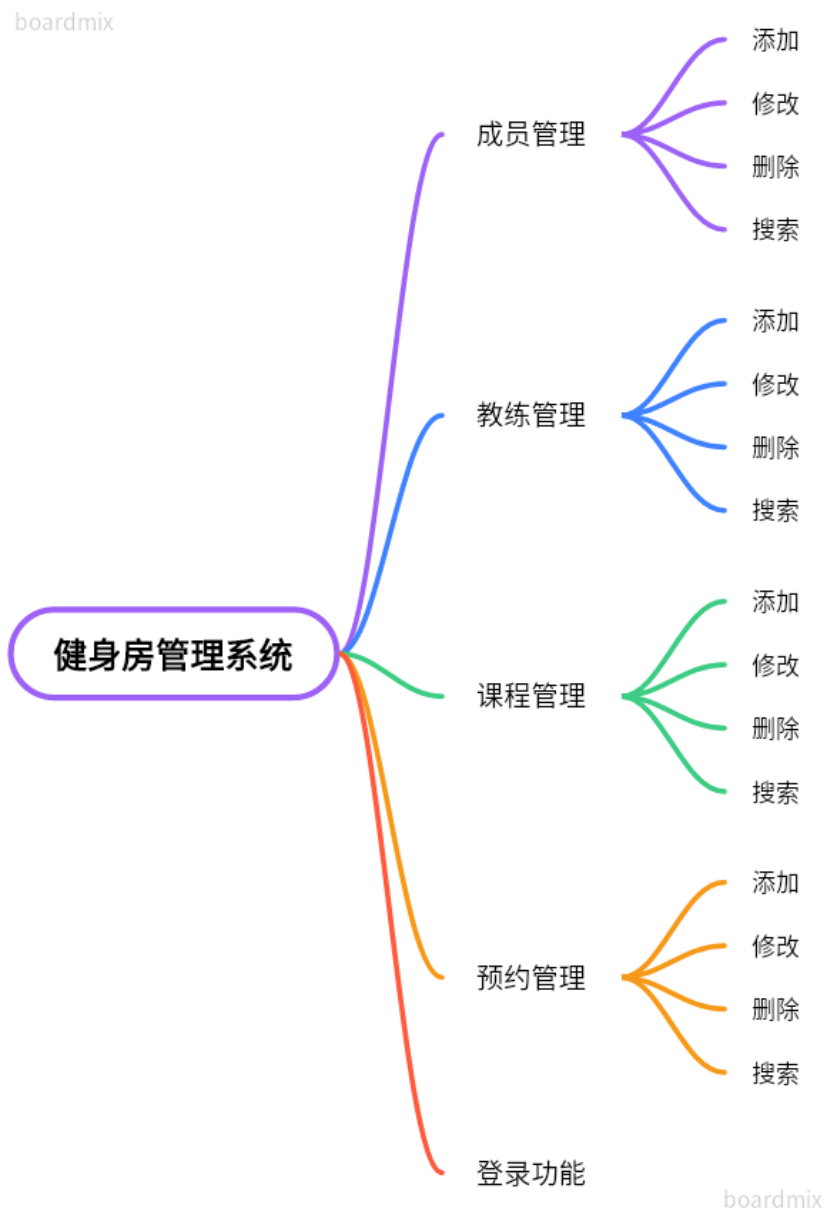 boardmix
健身房管理系统
成员管理
添加
修改
删除
搜索
教练管理
添加
修改
删除
搜索
课程管理
添加
修改
删除
搜索
预约管理
添加
修改
删除
搜索
登录功能
boardmix